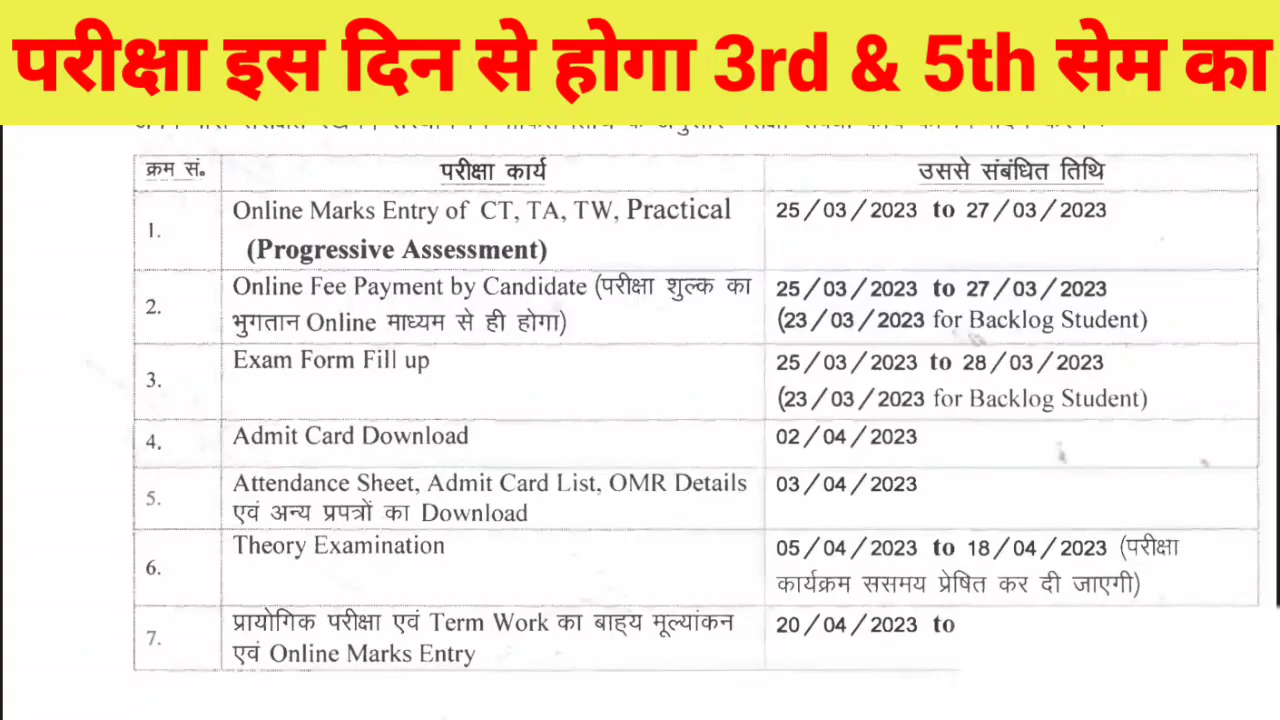 परीक्षा इस दिन से होगा 3rd & 5th सेम का
क्रम सं. परीक्षा कार्य उससे संबंधित तिथि
1. Online Marks Entry of CT, TA, TW, Practical 25/03/2023 to 27/03/2023
(Progressive Assessment)
2. Online Fee Payment by Candidate (परीक्षा शुल्क का 25/03/2023 to 27/03/2023
भुगतान Online माध्यम से ही होगा) (23/03/2023 for Backlog Student)
3. Exam Form Fill up 25/03/2023 to 28/03/2023
(23/03/2023 for Backlog Student)
4. Admit Card Download 02/04/2023
5. Attendance Sheet, Admit Card List, OMR Details 03/04/2023
एवं अन्य प्रपत्रों का Download
6. Theory Examination 05/04/2023 to 18/04/2023 (परीक्षा
कार्यक्रम ससमय प्रेषित कर दी जाएगी)
7. प्रायोगिक परीक्षा एवं Term Work का बाह्य मूल्यांकन 20/04/2023 to
एवं Online Marks Entry